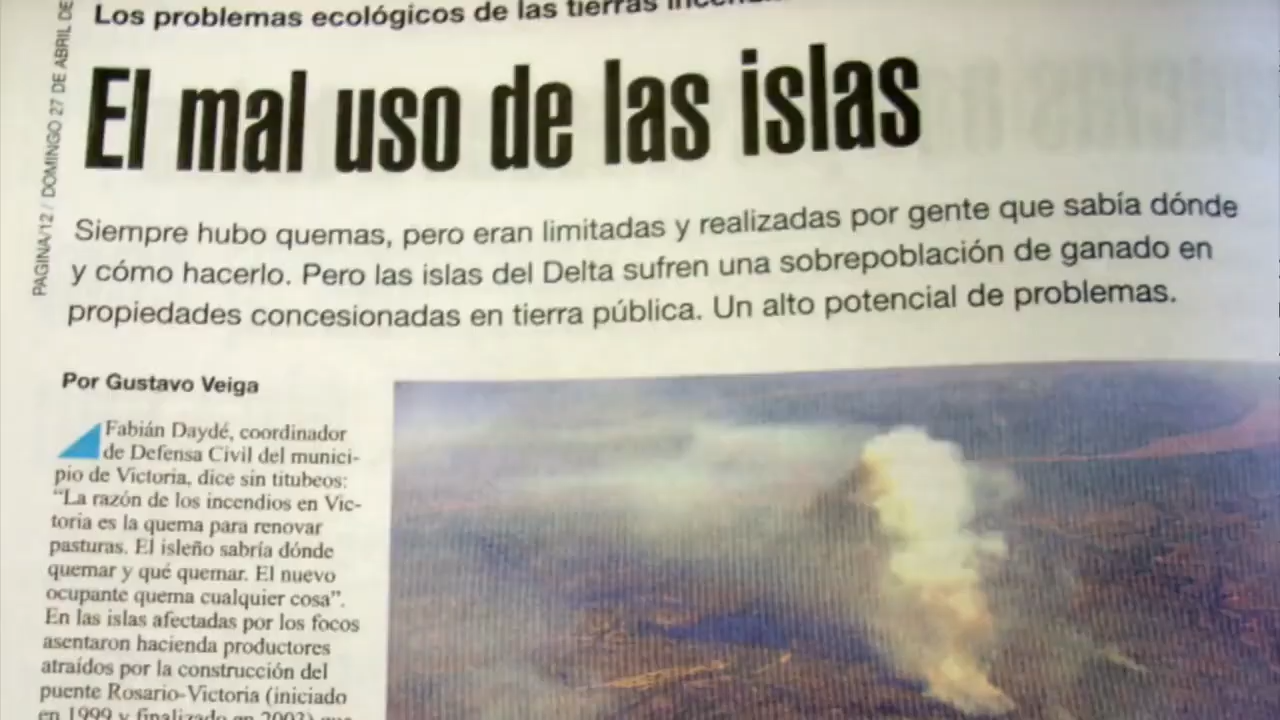 Los problemas ecológicos de las tierras
PAGINA/12 / DOMINGO 27 DE ABRIL DE
El mal uso de las islas
Siempre hubo quemas, pero eran limitadas y realizadas por gente que sabía dónde
y cómo hacerlo. Pero las islas del Delta sufren una sobrepoblación de ganado en
propiedades concesionadas en tierra pública. Un alto potencial de problemas.
Por Gustavo Veiga
Fabián Daydé, coordinador
de Defensa Civil del munici-
pio de Victoria, dice sin titubeos:
“La razón de los incendios en Vic-
toria es la quema para renovar
pasturas. El isleño sabría dónde
quemar y qué quemar. El nuevo
ocupante quema cualquier cosa”.
En las islas afectadas por los focos
asentaron hacienda productores
atraídos por la construcción del
puente Rosario-Victoria (iniciado
en 1999 y finalizado en 2003) que